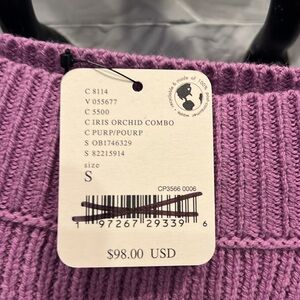 C 8114
V 055677
C 5500
C IRIS ORCHID COMBO
C PURP/POURP
S OB1746329
S 82215914
size
S
CP3566 0006
1 97267 29339 6
$98.00 USD